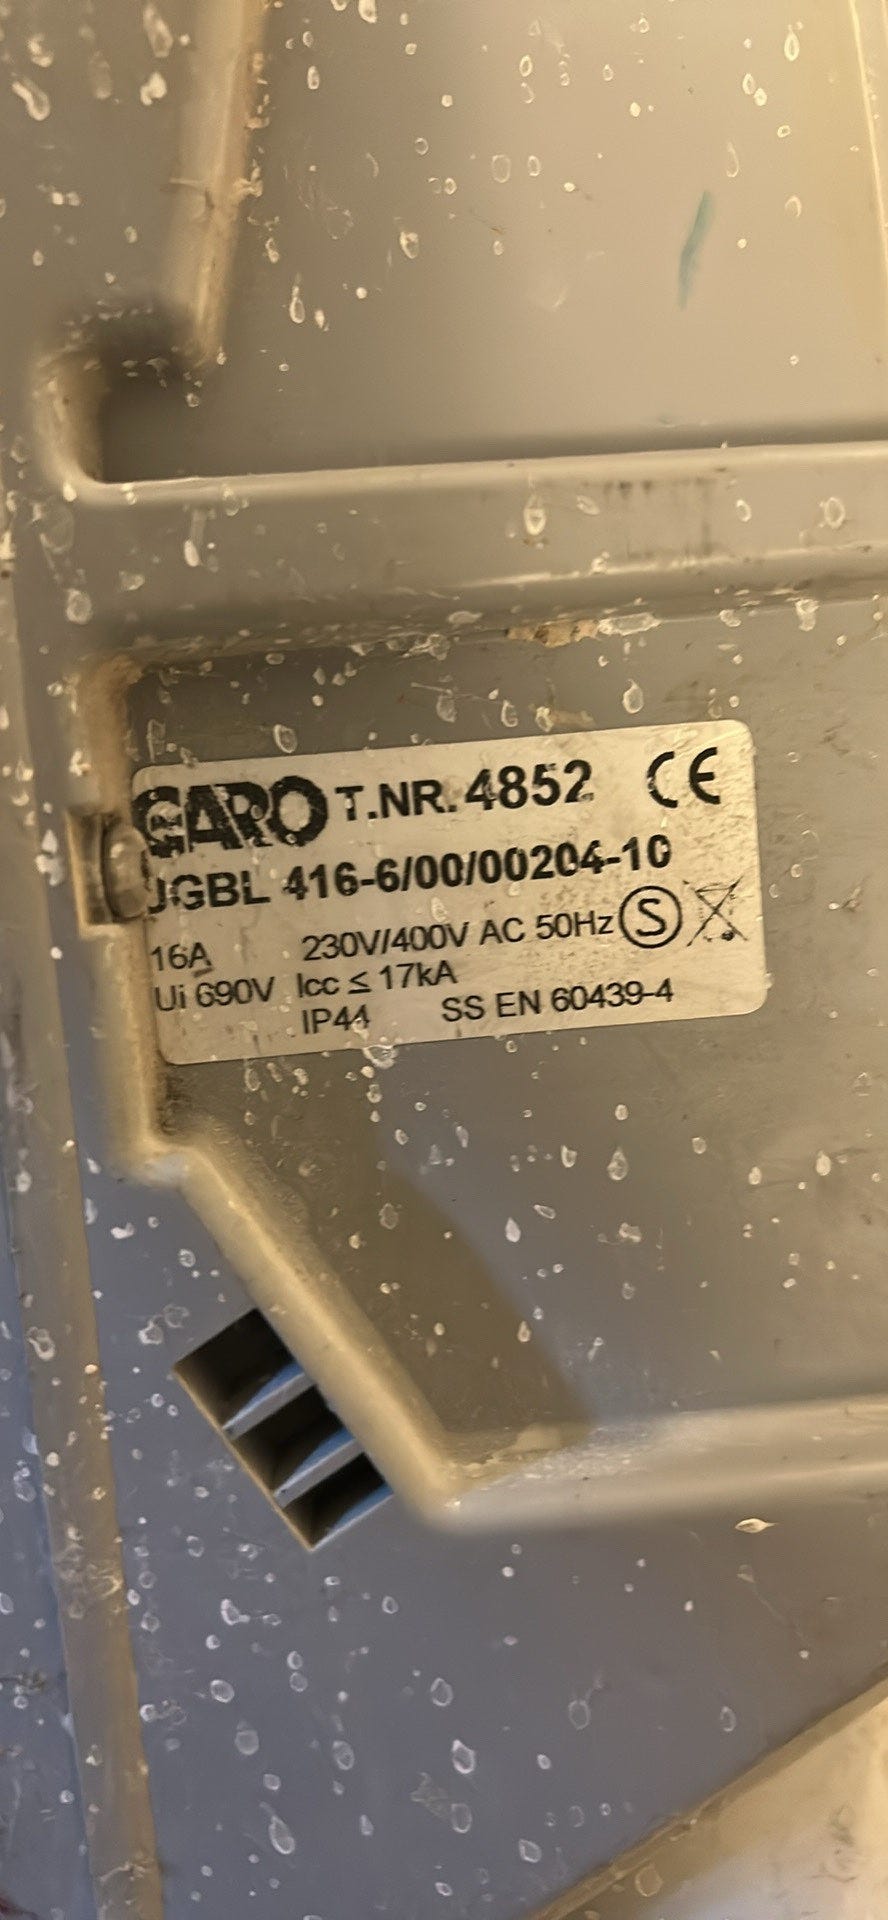 GARO T.NR. 4852 CE
JGBL 416-6/00/00204-10
16A 230V/400V AC 50Hz S
Ui 690V Icc ≤ 17kA
IP44 SS EN 60439-4